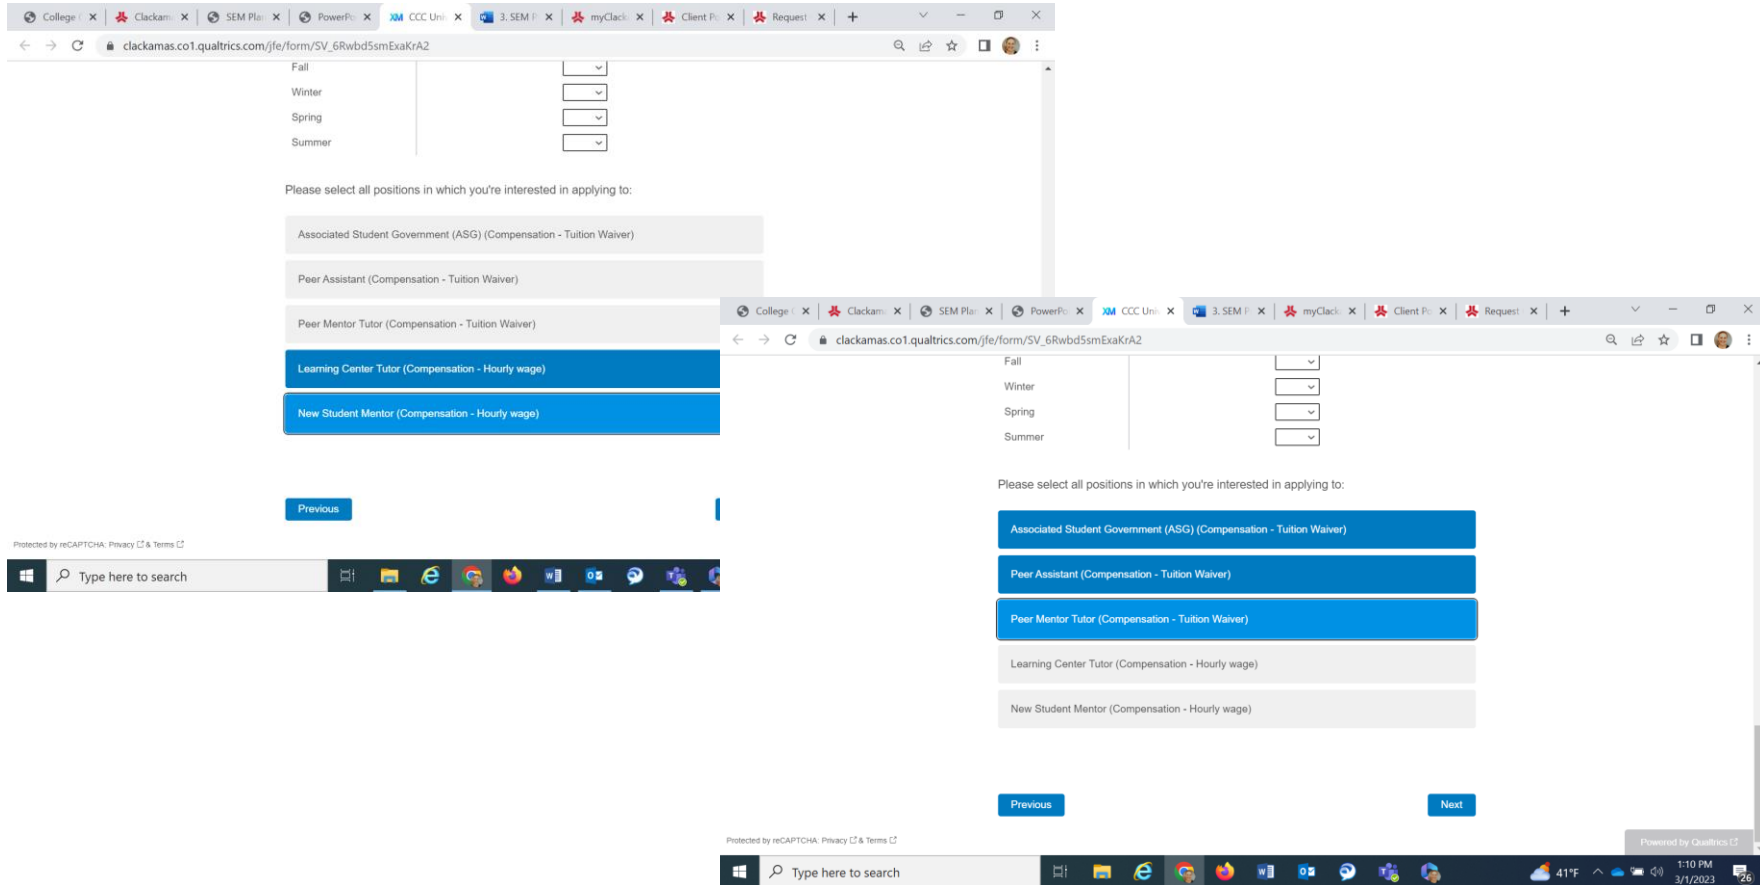 College
Clackam
SEM Pla
PowerPo
CCC Uni
3. SEM P
myClack
Client Po
Request
clackamas.co1.qualtrics.com/jfe/form/SV_6Rwbd5smExaKrA2
Fall
Winter
Spring
Summer
Please select all positions in which you're interested in applying to:
Associated Student Government (ASG) (Compensation - Tuition Waiver)
Peer Assistant (Compensation - Tuition Waiver)
Peer Mentor Tutor (Compensation - Tuition Waiver)
Learning Center Tutor (Compensation - Hourly wage)
New Student Mentor (Compensation - Hourly wage)
Previous
Protected by reCAPTCHA: Privacy & Terms
Type here to search
College
Clackam
SEM Pla
PowerPo
CCC Uni
3. SEM P
myClack
Client Po
Request
clackamas.co1.qualtrics.com/jfe/form/SV_6Rwbd5smExaKrA2
Fall
Winter
Spring
Summer
Please select all positions in which you're interested in applying to:
Associated Student Government (ASG) (Compensation - Tuition Waiver)
Peer Assistant (Compensation - Tuition Waiver)
Peer Mentor Tutor (Compensation - Tuition Waiver)
Learning Center Tutor (Compensation - Hourly wage)
New Student Mentor (Compensation - Hourly wage)
Previous
Next
Protected by reCAPTCHA: Privacy & Terms
Powered by Qualtrics
Type here to search
41°F
1:10 PM
3/1/2023
26